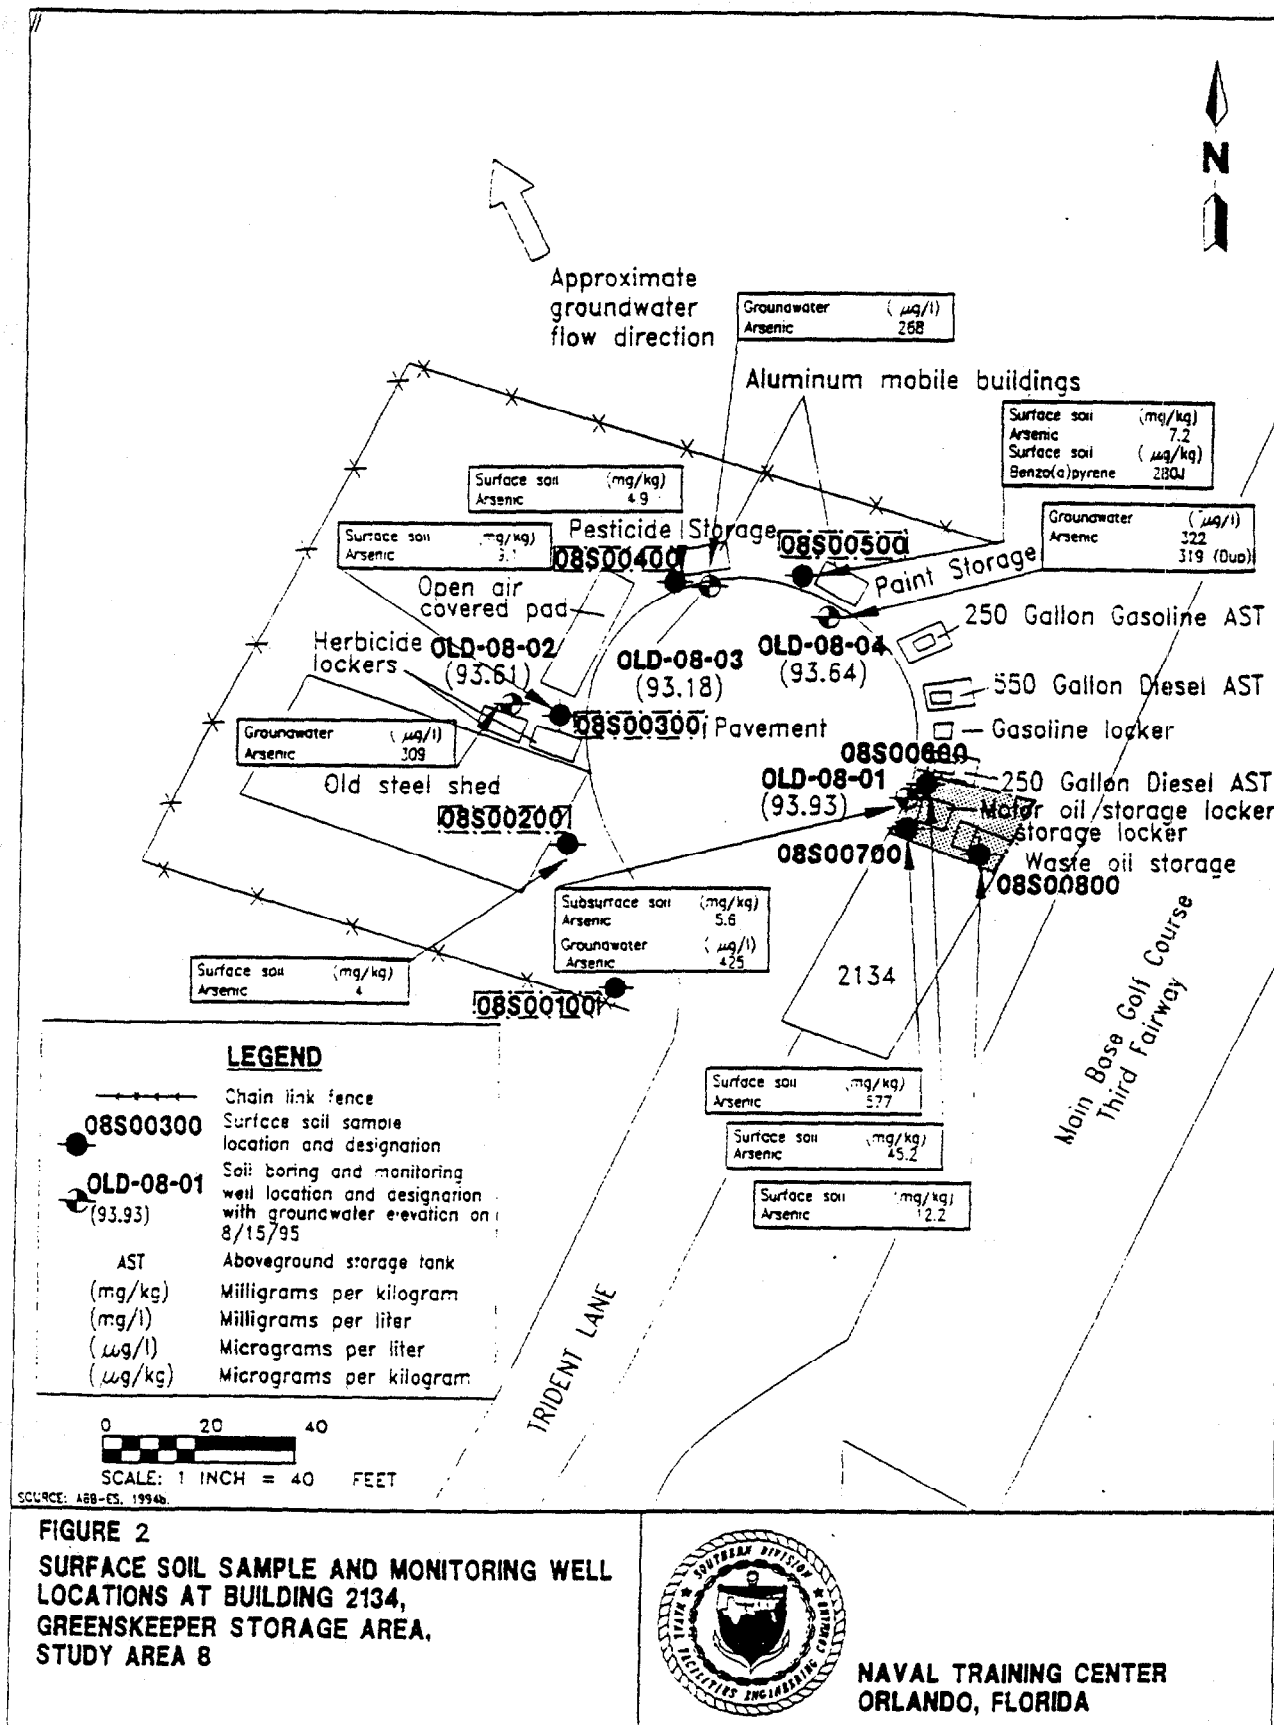 N
Approximate
groundwater
flow direction
Groundwater (µg/l)
Arsenic 268
Aluminum mobile buildings
Surface soil (mg/kg)
Arsenic 7.2
Surface soil (µg/kg)
Benzo(a)pyrene 280J
Surface soil (mg/kg)
Arsenic 4.9
Groundwater (µg/l)
Arsenic 322
319 (Dup)
Surface soil (mg/kg)
Arsenic
Pesticide Storage
08S00400
08S00500
Paint Storage
Open air
covered pad
250 Gallon Gasoline AST
Herbicide
lockers
OLD-08-02
(93.61)
OLD-08-03
(93.18)
OLD-08-04
(93.64)
550 Gallon Diesel AST
08S00300
Pavement
Gasoline locker
Groundwater (µg/l)
Arsenic 309
08S00600
Old steel shed
OLD-08-01
(93.93)
250 Gallon Diesel AST
Motor oil/storage locker
storage locker
08S00200
08S00700
Waste oil storage
08S00800
Subsurface soil (mg/kg)
Arsenic 5.6
Groundwater (µg/l)
Arsenic 425
Surface soil (mg/kg)
Arsenic 4
08S00100
2134
Main Base Golf Course
Third Fairway
Surface soil (mg/kg)
Arsenic 577
Surface soil (mg/kg)
Arsenic 45.2
Surface soil (mg/kg)
Arsenic 12.2
TRIDENT LANE
LEGEND
Chain link fence
08S00300 Surface soil sample
location and designation
OLD-08-01
(93.93)
Soil boring and monitoring
well location and designation
with groundwater elevation on
8/15/95
AST Aboveground storage tank
(mg/kg) Milligrams per kilogram
(mg/l) Milligrams per liter
(µg/l) Micrograms per liter
(µg/kg) Micrograms per kilogram
0 20 40
SCALE: 1 INCH = 40 FEET
SOURCE: ABB-ES, 1994b.
FIGURE 2
SURFACE SOIL SAMPLE AND MONITORING WELL
LOCATIONS AT BUILDING 2134,
GREENSKEEPER STORAGE AREA,
STUDY AREA 8
SOUTHERN DIVISION
NAVAL FACILITIES ENGINEERING COMMAND
NAVAL TRAINING CENTER
ORLANDO, FLORIDA